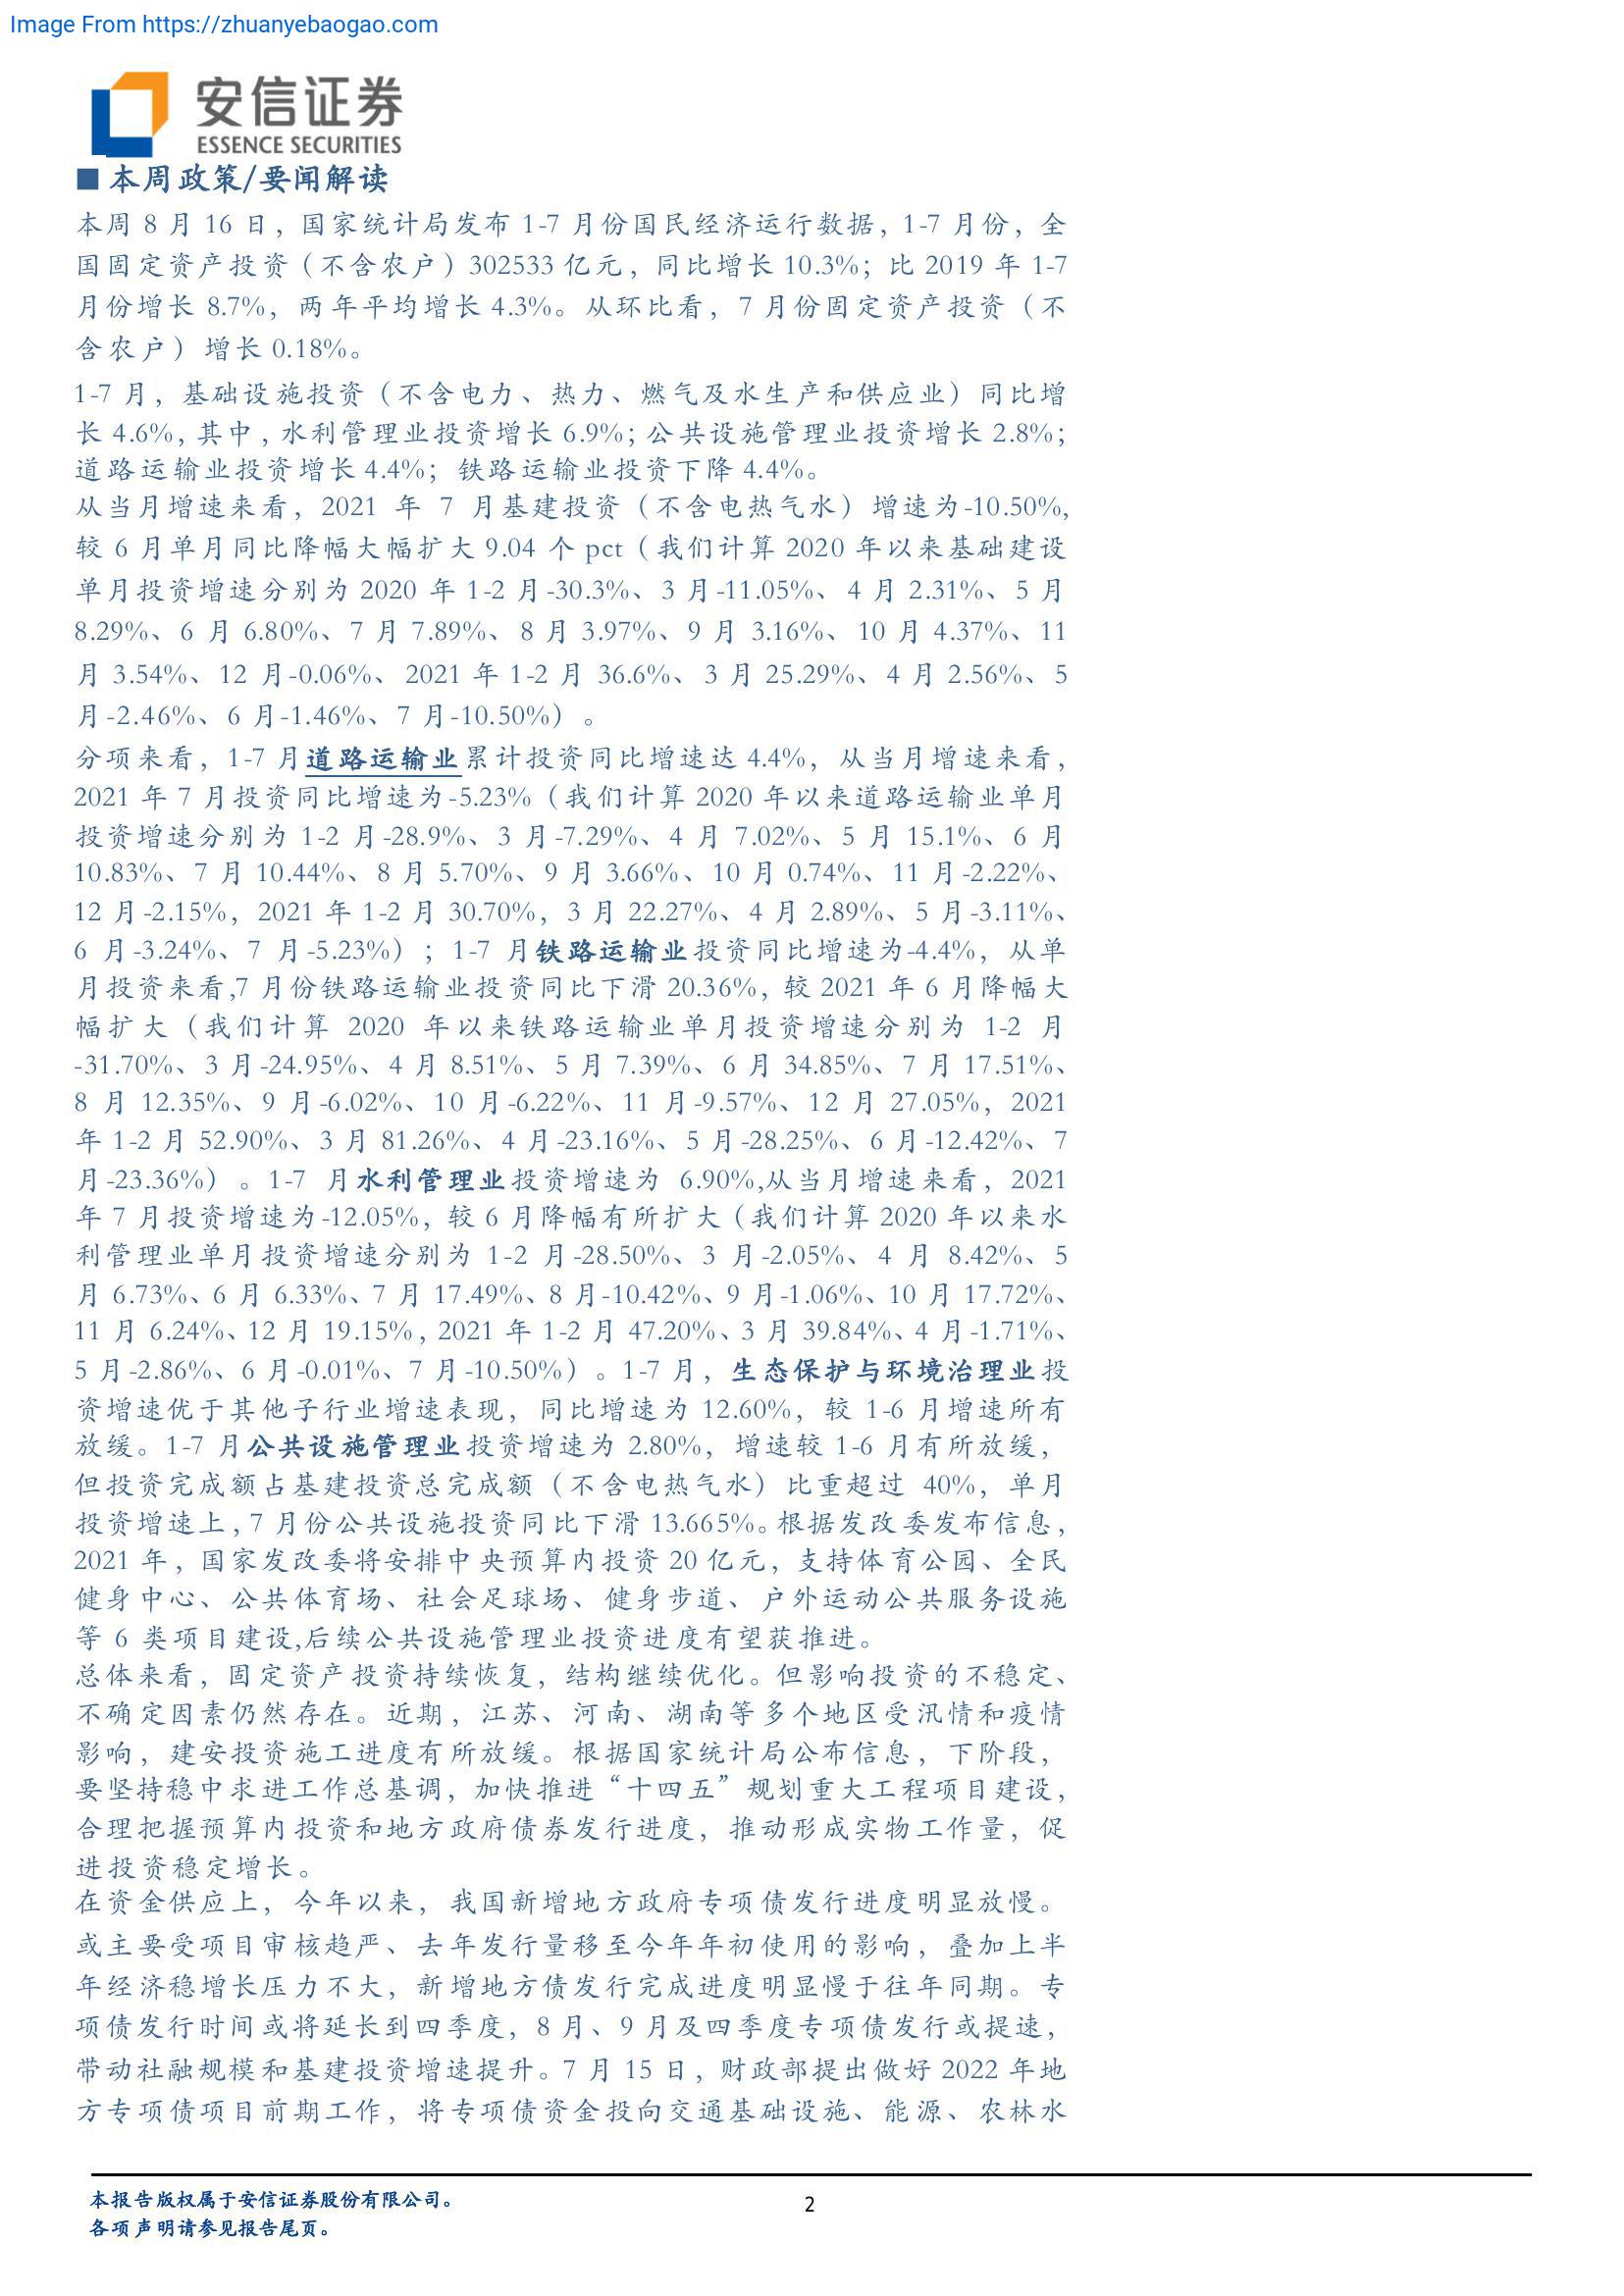 Image From https://zhuanyebaogao.com
安信证券
ESSENCE SECURITIES
■本周政策/要闻解读
本周 8 月 16 日，国家统计局发布 1-7 月份国民经济运行数据，1-7 月份，全
国固定资产投资（不含农户）302533 亿元，同比增长 10.3%；比 2019 年 1-7
月份增长 8.7%，两年平均增长 4.3%。从环比看，7 月份固定资产投资（不
含农户）增长 0.18%。
1-7 月，基础设施投资（不含电力、热力、燃气及水生产和供应业）同比增
长 4.6%,其中,水利管理业投资增长 6.9%；公共设施管理业投资增长 2.8%；
道路运输业投资增长 4.4%；铁路运输业投资下降 4.4%。
从当月增速来看，2021 年 7 月基建投资（不含电热气水）增速为-10.50%,
较 6 月单月同比降幅大幅扩大 9.04 个 pct（我们计算 2020 年以来基础建设
单月投资增速分别为 2020 年 1-2 月-30.3%、3 月-11.05%、4 月 2.31%、5 月
8.29%、6 月 6.80%、7 月 7.89%、8 月 3.97%、9 月 3.16%、10 月 4.37%、11
月 3.54%、12 月-0.06%、2021 年 1-2 月 36.6%、3 月 25.29%、4 月 2.56%、5
月-2.46%、6 月-1.46%、7 月-10.50%）。
分项来看，1-7 月道路运输业累计投资同比增速达 4.4%，从当月增速来看，
2021 年 7 月投资同比增速为-5.23%（我们计算 2020 年以来道路运输业单月
投资增速分别为 1-2 月-28.9%、3 月-7.29%、4 月 7.02%、5 月 15.1%、6 月
10.83%、7 月 10.44%、8 月 5.70%、9 月 3.66%、10 月 0.74%、11 月-2.22%、
12 月-2.15%，2021 年 1-2 月 30.70%，3 月 22.27%、4 月 2.89%、5 月-3.11%、
6 月-3.24%、7 月-5.23%）；1-7 月铁路运输业投资同比增速为-4.4%，从单
月投资来看,7 月份铁路运输业投资同比下滑 20.36%，较 2021 年 6 月降幅大
幅扩大（我们计算 2020 年以来铁路运输业单月投资增速分别为 1-2 月
-31.70%、3 月-24.95%、4 月 8.51%、5 月 7.39%、6 月 34.85%、7 月 17.51%、
8 月 12.35%、9 月-6.02%、10 月-6.22%、11 月-9.57%、12 月 27.05%，2021
年 1-2 月 52.90%、3 月 81.26%、4 月-23.16%、5 月-28.25%、6 月-12.42%、7
月-23.36%）。1-7 月水利管理业投资增速为 6.90%,从当月增速来看，2021
年 7 月投资增速为-12.05%，较 6 月降幅有所扩大（我们计算 2020 年以来水
利管理业单月投资增速分别为 1-2 月-28.50%、3 月-2.05%、4 月 8.42%、5
月 6.73%、6 月 6.33%、7 月 17.49%、8 月-10.42%、9 月-1.06%、10 月 17.72%、
11 月 6.24%、12 月 19.15%，2021 年 1-2 月 47.20%、3 月 39.84%、4 月-1.71%、
5 月-2.86%、6 月-0.01%、7 月-10.50%）。1-7 月，生态保护与环境治理业投
资增速优于其他子行业增速表现，同比增速为 12.60%，较 1-6 月增速所有
放缓。1-7 月公共设施管理业投资增速为 2.80%，增速较 1-6 月有所放缓，
但投资完成额占基建投资总完成额（不含电热气水）比重超过 40%，单月
投资增速上,7 月份公共设施投资同比下滑 13.665%。根据发改委发布信息，
2021 年，国家发改委将安排中央预算内投资 20 亿元，支持体育公园、全民
健身中心、公共体育场、社会足球场、健身步道、户外运动公共服务设施
等 6 类项目建设,后续公共设施管理业投资进度有望获推进。
总体来看，固定资产投资持续恢复，结构继续优化。但影响投资的不稳定、
不确定因素仍然存在。近期，江苏、河南、湖南等多个地区受汛情和疫情
影响，建安投资施工进度有所放缓。根据国家统计局公布信息，下阶段，
要坚持稳中求进工作总基调，加快推进“十四五”规划重大工程项目建设，
合理把握预算内投资和地方政府债券发行进度，推动形成实物工作量，促
进投资稳定增长。
在资金供应上，今年以来，我国新增地方政府专项债发行进度明显放慢。
或主要受项目审核趋严、去年发行量移至今年年初使用的影响，叠加上半
年经济稳增长压力不大，新增地方债发行完成进度明显慢于往年同期。专
项债发行时间或将延长到四季度，8 月、9 月及四季度专项债发行或提速，
带动社融规模和基建投资增速提升。7 月 15 日，财政部提出做好 2022 年地
方专项债项目前期工作，将专项债资金投向交通基础设施、能源、农林水
本报告版权属于安信证券股份有限公司。
2
各项声明请参见报告尾页。